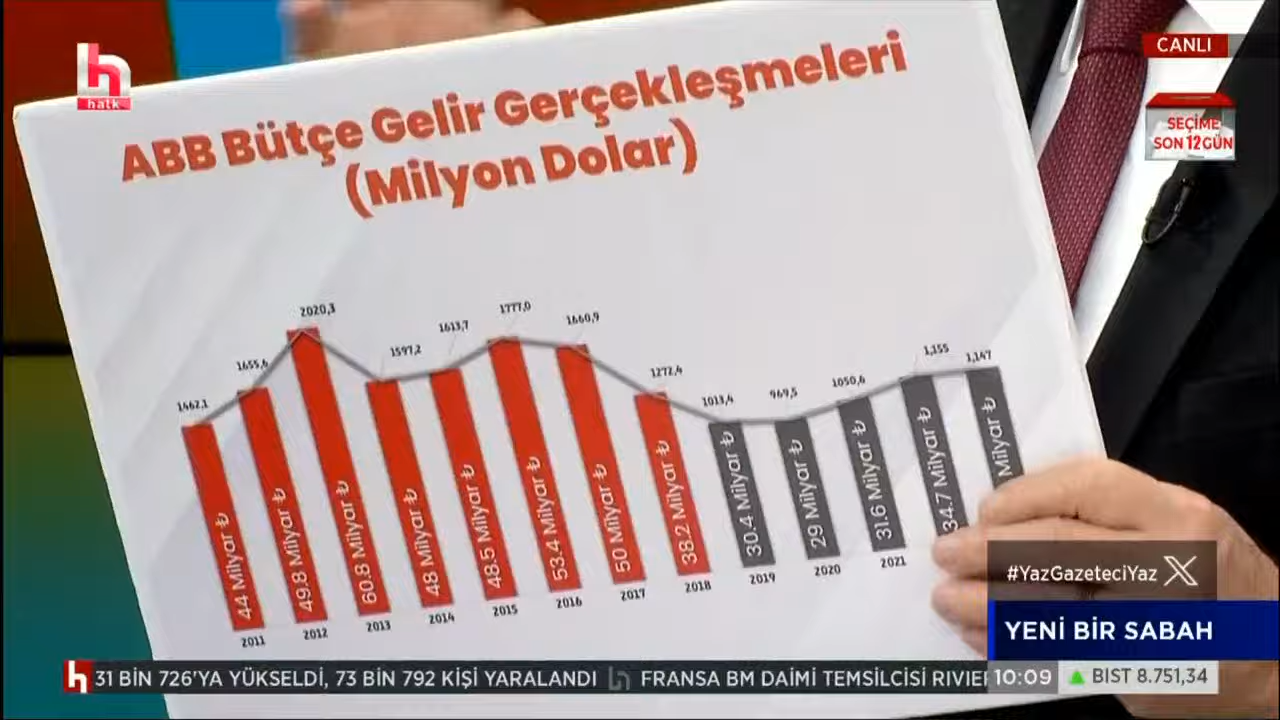 h
halk
CANLI
SEÇİME
SON 12 GÜN
ABB Bütçe Gelir Gerçekleşmeleri
(Milyon Dolar)
1462,1
1655,6
2020,3
1597,2
1613,7
1777,0
1660,9
1272,4
1013,4
969,5
1050,6
1,155
1,147
44 Milyar ₺
49.8 Milyar ₺
60.8 Milyar ₺
48 Milyar ₺
48.5 Milyar ₺
53.4 Milyar ₺
50 Milyar ₺
38.2 Milyar ₺
30.4 Milyar ₺
29 Milyar ₺
31.6 Milyar ₺
34.7 Milyar ₺
Milyar ₺
2011
2012
2013
2014
2015
2016
2017
2018
2019
2020
2021
#YazGazeteciYaz X
YENİ BİR SABAH
31 BİN 726'YA YÜKSELDİ, 73 BİN 792 KİŞİ YARALANDI FRANSA BM DAİMİ TEMSİLCİSİ RIVIE
10:09 BIST 8.751,34